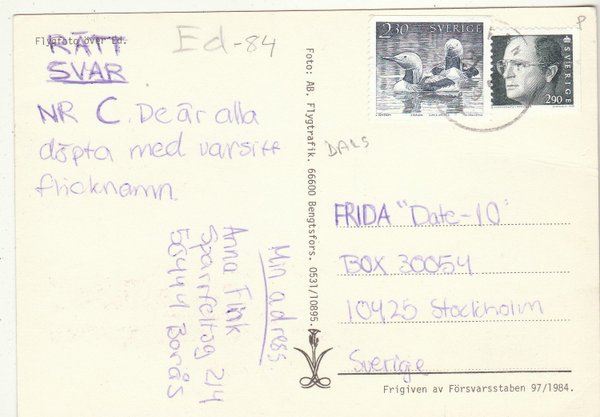 Flygfoto över Ed.
RÄTT
SVAR
Ed-84
NR C. De är alla
döpta med varsitt
flicknamn.
Min adress:
Anna Fink
Sparrfeltsg 214
50444 Borås
Foto: AB. Flygtrafik. 66600 Bengtsfors. 0531/10895.
DALS
2.30 SVERIGE
SVERIGE
2.90
P
FRIDA "Date-10"
BOX 30054
10425 Stockholm
Sverige
Frigiven av Försvarsstaben 97/1984.